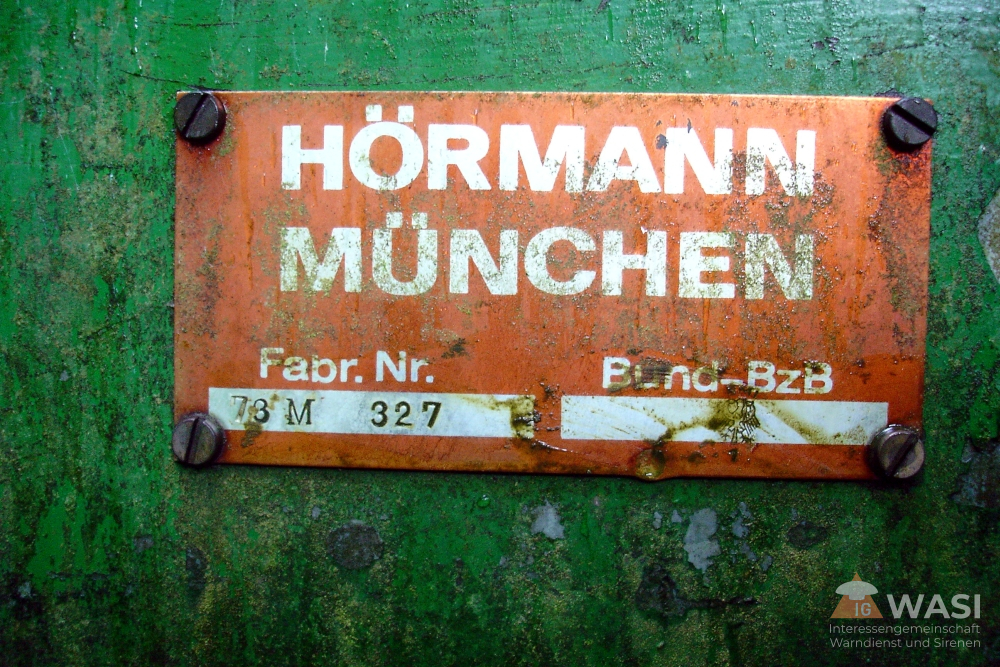 HÖRMANN
MÜNCHEN
Fabr. Nr. Bund-BzB
73 M 327
IG WASI
Interessengemeinschaft
Warndienst und Sirenen